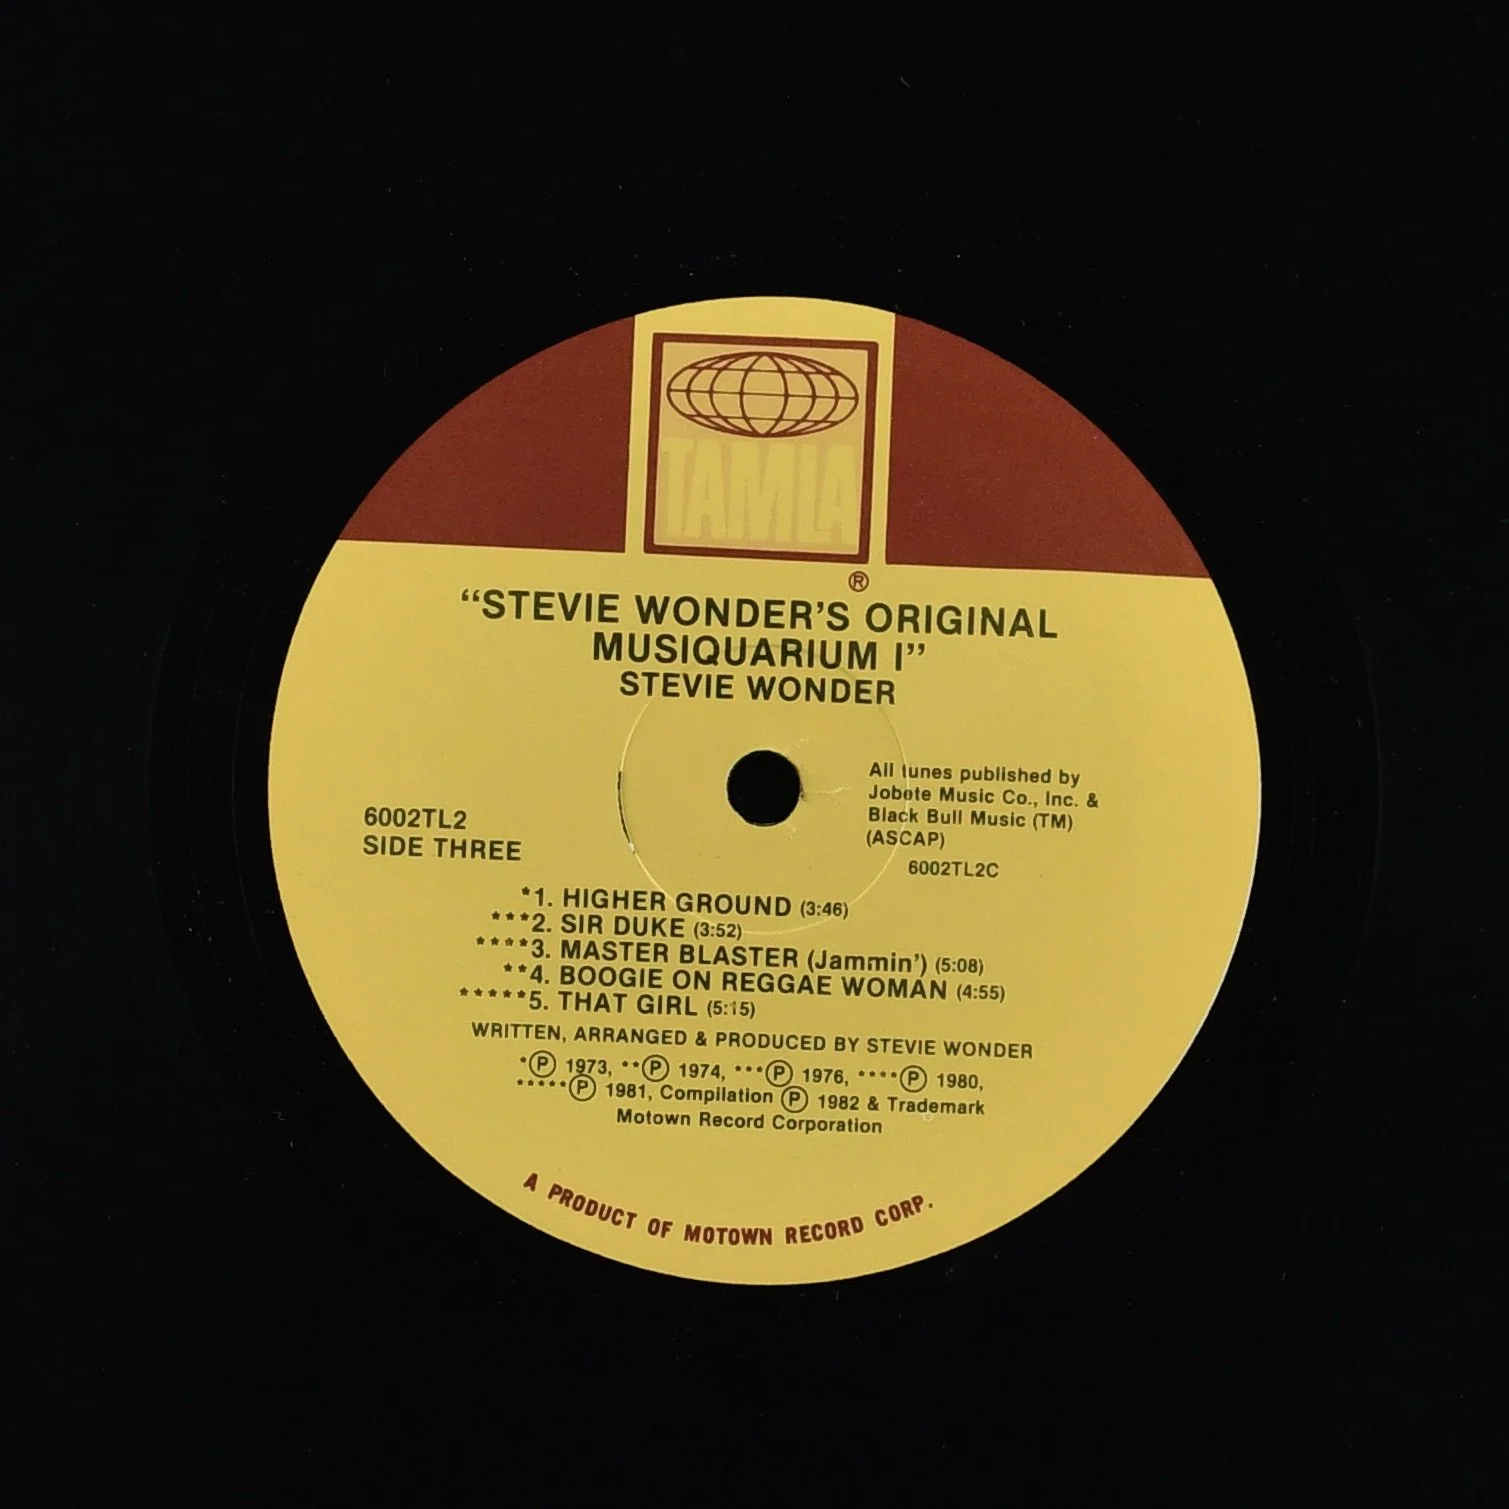 TAMLA
®
“STEVIE WONDER’S ORIGINAL
MUSIQUARIUM I”
STEVIE WONDER
All tunes published by
Jobete Music Co., Inc. &
Black Bull Music (TM)
(ASCAP)
6002TL2C
6002TL2
SIDE THREE
*1. HIGHER GROUND (3:46)
***2. SIR DUKE (3:52)
****3. MASTER BLASTER (Jammin’) (5:08)
**4. BOOGIE ON REGGAE WOMAN (4:55)
*****5. THAT GIRL (5:15)
WRITTEN, ARRANGED & PRODUCED BY STEVIE WONDER
*Ⓟ 1973, **Ⓟ 1974, ***Ⓟ 1976, ****Ⓟ 1980,
*****Ⓟ 1981, Compilation Ⓟ 1982 & Trademark
Motown Record Corporation
A PRODUCT OF MOTOWN RECORD CORP.